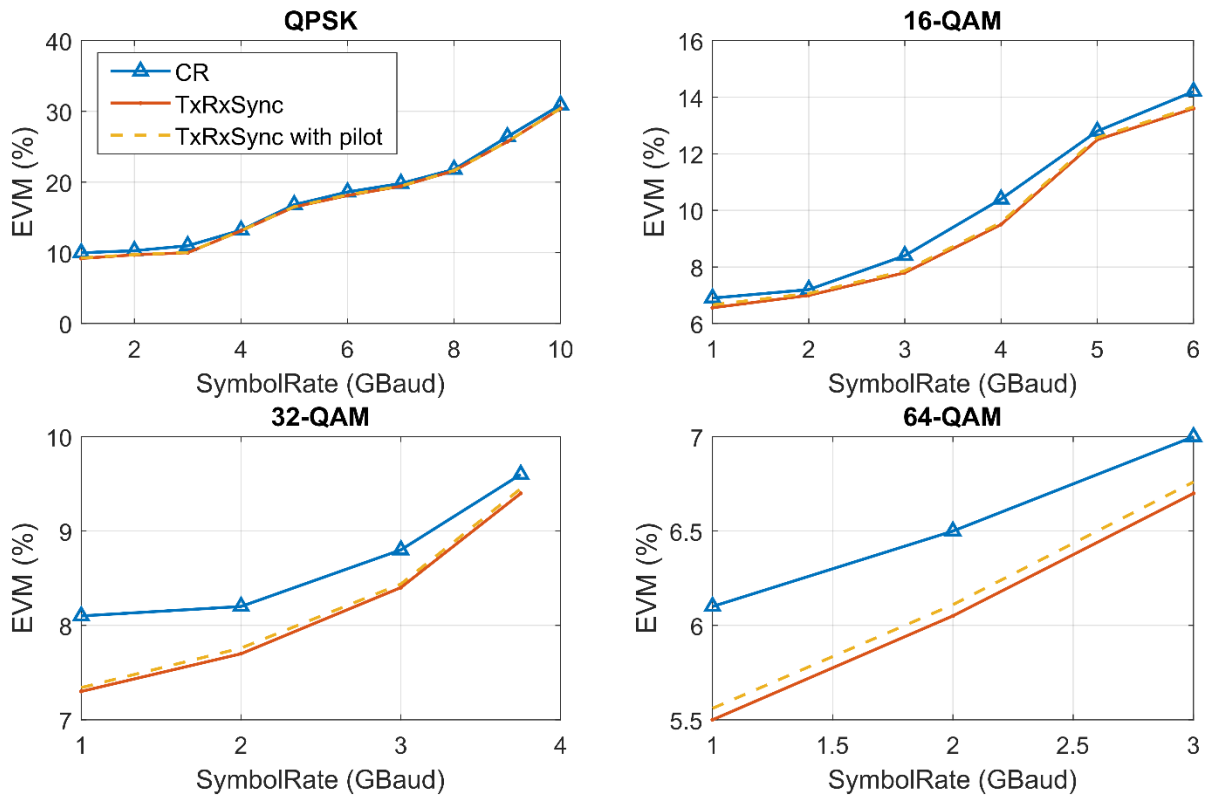 QPSK
40
30
20
10
0
EVM (%)
CR
TxRxSync
TxRxSync with pilot
2
4
6
8
10
SymbolRate (GBaud)
16-QAM
16
14
12
10
8
6
EVM (%)
1
2
3
4
5
6
SymbolRate (GBaud)
32-QAM
10
9
8
7
EVM (%)
1
2
3
4
SymbolRate (GBaud)
64-QAM
7
6.5
6
5.5
EVM (%)
1
1.5
2
2.5
3
SymbolRate (GBaud)